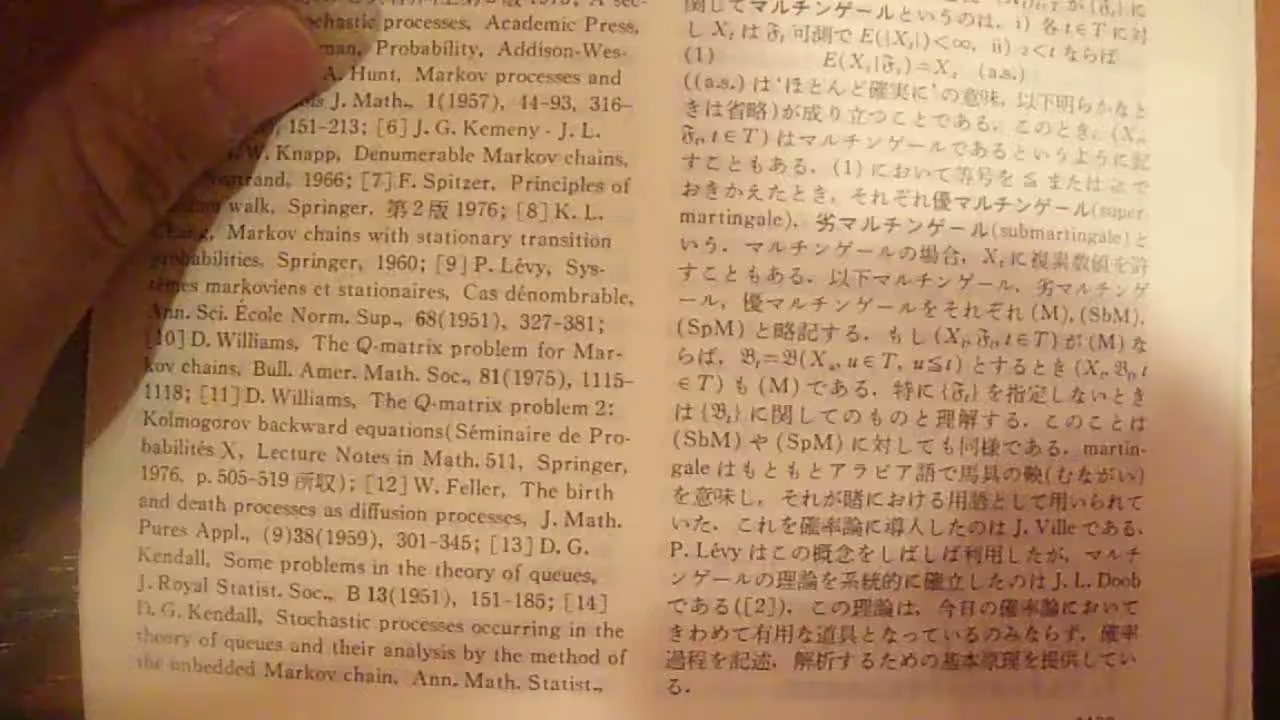 chastic processes, Academic Press,
man, Probability, Addison-Wes-
A. Hunt, Markov processes and
J. Math., 1(1957), 44-93, 316-
151-213; [6] J. G. Kemeny - J. L.
W. Knapp, Denumerable Markov chains,
1966; [7] F. Spitzer, Principles of
walk, Springer, 第2版 1976; [8] K. L.
Markov chains with stationary transition
probabilities, Springer, 1960; [9] P. Lévy, Sys-
tèmes markoviens et stationaires, Cas dénombrable,
Ann. Sci. École Norm. Sup., 68(1951), 327-381;
[10] D. Williams, The Q-matrix problem for Mar-
kov chains, Bull. Amer. Math. Soc., 81(1975), 1115-
1118; [11] D. Williams, The Q-matrix problem 2:
Kolmogorov backward equations(Séminaire de Pro-
babilités X, Lecture Notes in Math. 511, Springer,
1976, p. 505-519 所収); [12] W. Feller, The birth
and death processes as diffusion processes, J. Math.
Pures Appl., (9)38(1959), 301-345; [13] D. G.
Kendall, Some problems in the theory of queues,
J. Royal Statist. Soc., B 13(1951), 151-185; [14]
D. G. Kendall, Stochastic processes occurring in the
theory of queues and their analysis by the method of
the unbedded Markov chain, Ann. Math. Statist.,
関してマルチンゲールというのは, i) 各 t∈T に対
し Xₜ は 𝔉ₜ 可測で E(|Xₜ|)<∞, ii) s<t ならば
(1) E(Xₜ|𝔉ₛ)=Xₛ (a.s.)
((a.s.) は‘ほとんど確実に’の意味, 以下明らかなと
きは省略)が成り立つことである. このとき, (Xₜ,
𝔉ₜ, t∈T) はマルチンゲールであるというように記
すこともある. (1) において等号を ≦ または ≧ で
おきかえたとき, それぞれ優マルチンゲール(super-
martingale), 劣マルチンゲール(submartingale)と
いう. マルチンゲールの場合, Xₜ に複素数値を許
すこともある. 以下マルチンゲール, 劣マルチンゲ
ール, 優マルチンゲールをそれぞれ (M), (SbM),
(SpM) と略記する. もし (Xₜ, 𝔉ₜ, t∈T) が (M) な
らば, 𝔅ₜ=𝔅(Xᵤ, u∈T, u≦t) とするとき (Xₜ, 𝔅ₜ, t
∈T) も (M) である. 特に {𝔉ₜ} を指定しないとき
は {𝔅ₜ} に関してのものと理解する. このことは
(SbM) や (SpM) に対しても同様である. martin-
gale はもともとアラビア語で馬具の鞅(むながい)
を意味し, それが賭における用語として用いられて
いた. これを確率論に導入したのは J. Ville である.
P. Lévy はこの概念をしばしば利用したが, マルチ
ンゲールの理論を系統的に確立したのは J. L. Doob
である([2]). この理論は, 今日の確率論において
きわめて有用な道具となっているのみならず, 確率
過程を記述, 解析するための基本原理を提供してい
る.